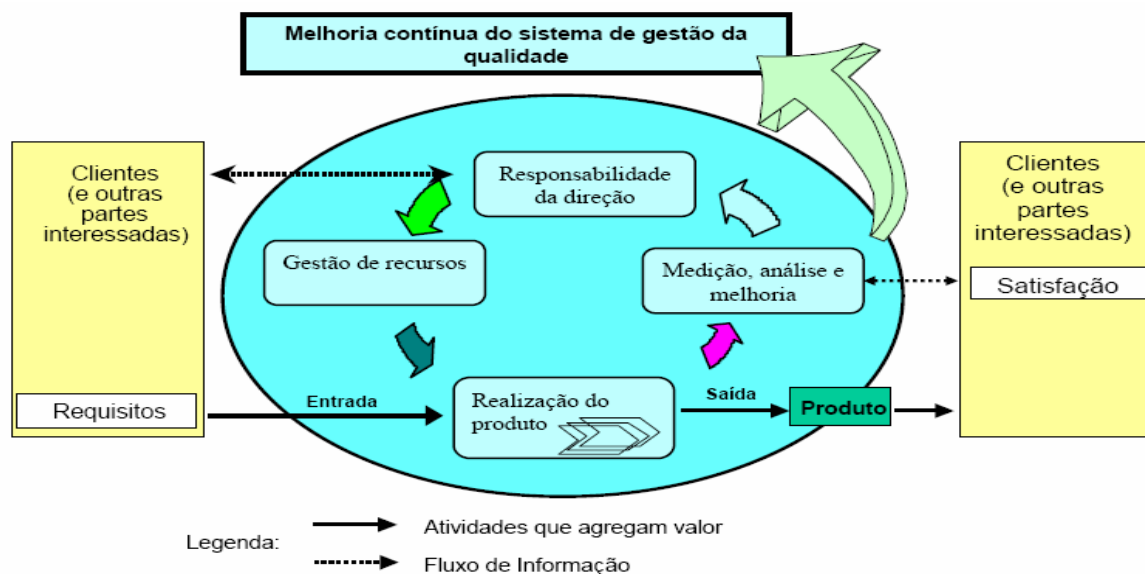 Melhoria contínua do sistema de gestão da
qualidade
Clientes
(e outras
partes
interessadas)
Responsabilidade
da direção
Clientes
(e outras
partes
interessadas)
Gestão de recursos
Medição, análise e
melhoria
Satisfação
Requisitos
Entrada
Realização do
produto
Saída
Produto
Legenda:
Atividades que agregam valor
Fluxo de Informação